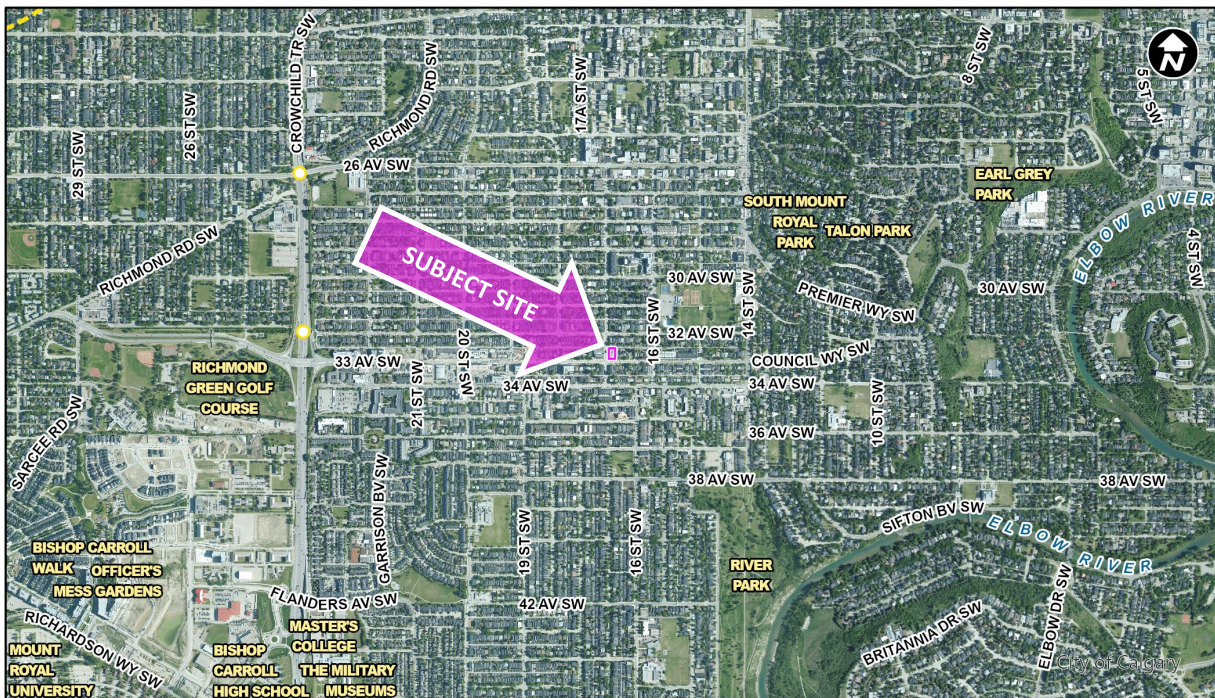 CROWCHILD TR SW
8 ST SW
N
17A ST SW
5 ST SW
26 ST SW
RICHMOND RD SW
29 ST SW
26 AV SW
EARL GREY
PARK
SOUTH MOUNT
ROYAL
PARK
TALON PARK
ELBOW RIVER
4 ST SW
RICHMOND RD SW
SUBJECT SITE
30 AV SW
PREMIER WY SW
30 AV SW
14 ST SW
16 ST SW
32 AV SW
20 ST SW
33 AV SW
COUNCIL WY SW
RICHMOND
GREEN GOLF
COURSE
21 ST SW
34 AV SW
34 AV SW
10 ST SW
SARCEE RD SW
36 AV SW
GARRISON BV SW
38 AV SW
38 AV SW
19 ST SW
16 ST SW
SIFTON BV SW
ELBOW RIVER
BISHOP CARROLL
WALK
OFFICER'S
MESS GARDENS
RIVER
PARK
FLANDERS AV SW
42 AV SW
BRITANNIA DR SW
ELBOW DR SW
RICHARDSON WY SW
MASTER'S
COLLEGE
MOUNT
ROYAL
UNIVERSITY
BISHOP
CARROLL
HIGH SCHOOL
THE MILITARY
MUSEUMS
City of Calgary